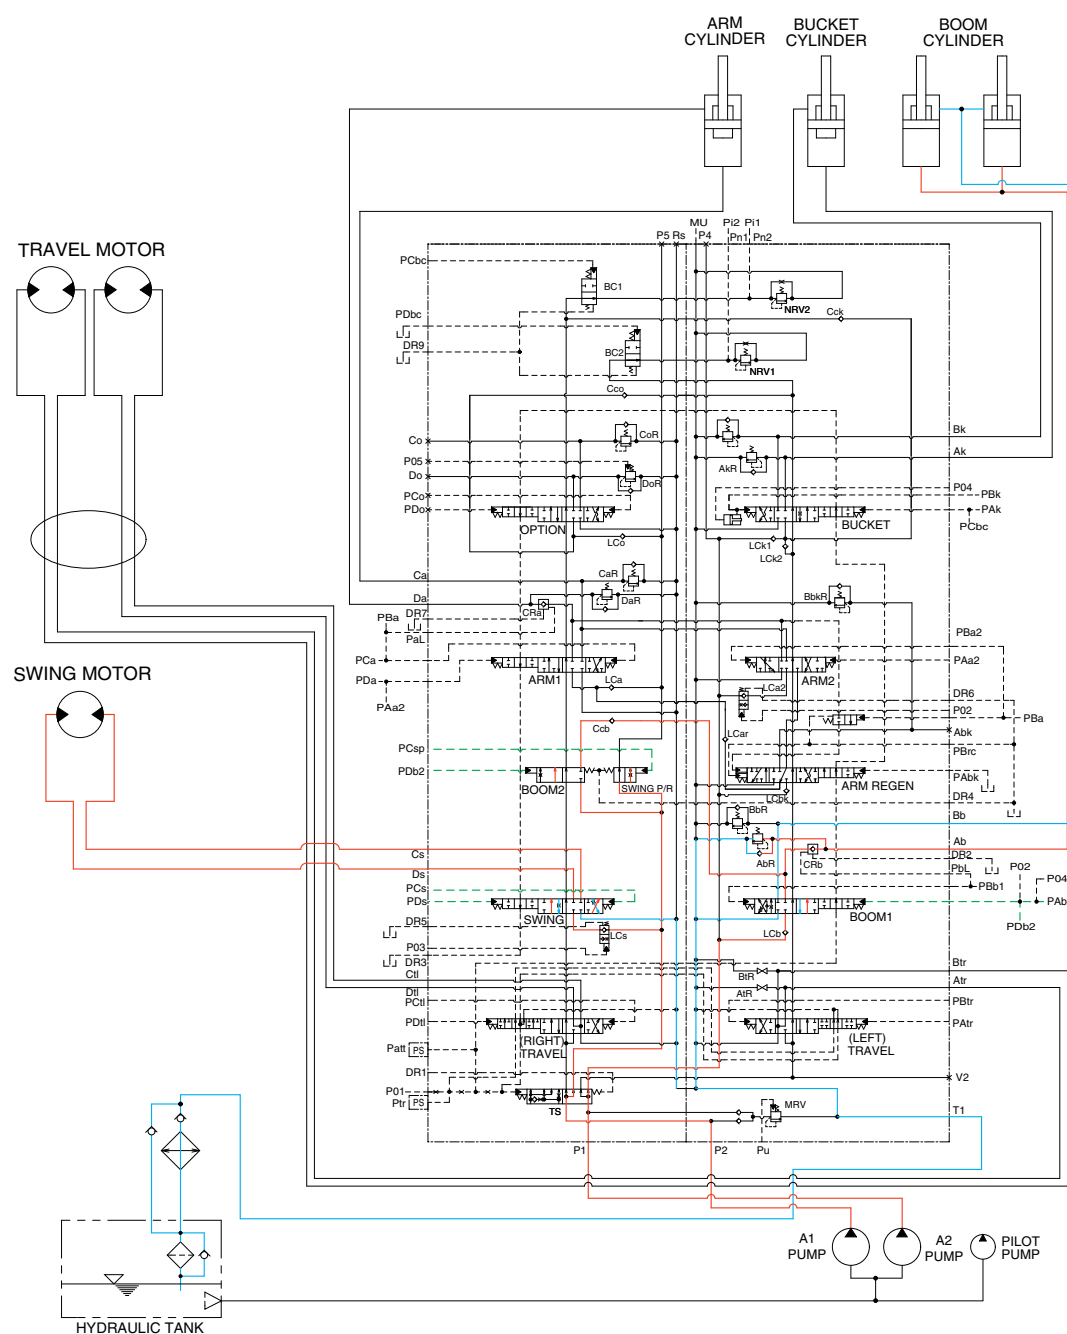 ARM
CYLINDER
BUCKET
CYLINDER
BOOM
CYLINDER
TRAVEL MOTOR
SWING MOTOR
MU
Pi2 Pi1
P5 Rs
P4
Pn1 Pn2
PCbc
BC1
NRV2
Cck
PDbc
DR9
BC2
NRV1
Cco
Co
CoR
Bk
P05
AkR
Ak
Do
DoR
PCo
PDo
OPTION
BUCKET
P04
PBk
PAk
PCbc
LCo
LCk1
LCk2
Ca
CaR
Da
DaR
CRa
BbkR
DR7
PBa
PaL
PBa2
PCa
PDa
ARM1
ARM2
PAa2
PAa2
LCa
LCa2
DR6
P02
PBa
Ccb
LCar
Abk
PCsp
PBrc
PDb2
BOOM2
SWING P/R
ARM REGEN
PAbk
LCbk
DR4
BbR
Bb
AbR
CRb
Ab
DR2
PbL
Cs
Ds
PCs
PDs
SWING
BOOM1
PBb1
P02
P04
PAb
PDb2
DR5
LCs
LCb
P03
DR3
Ctl
BtR
Btr
AtR
Atr
Dtl
PCtl
PBtr
PDtl
(RIGHT)
TRAVEL
(LEFT)
TRAVEL
PAtr
Patt
PS
DR1
P01
Ptr
PS
TS
V2
MRV
T1
P1
P2
Pu
A1
PUMP
A2
PUMP
PILOT
PUMP
HYDRAULIC TANK